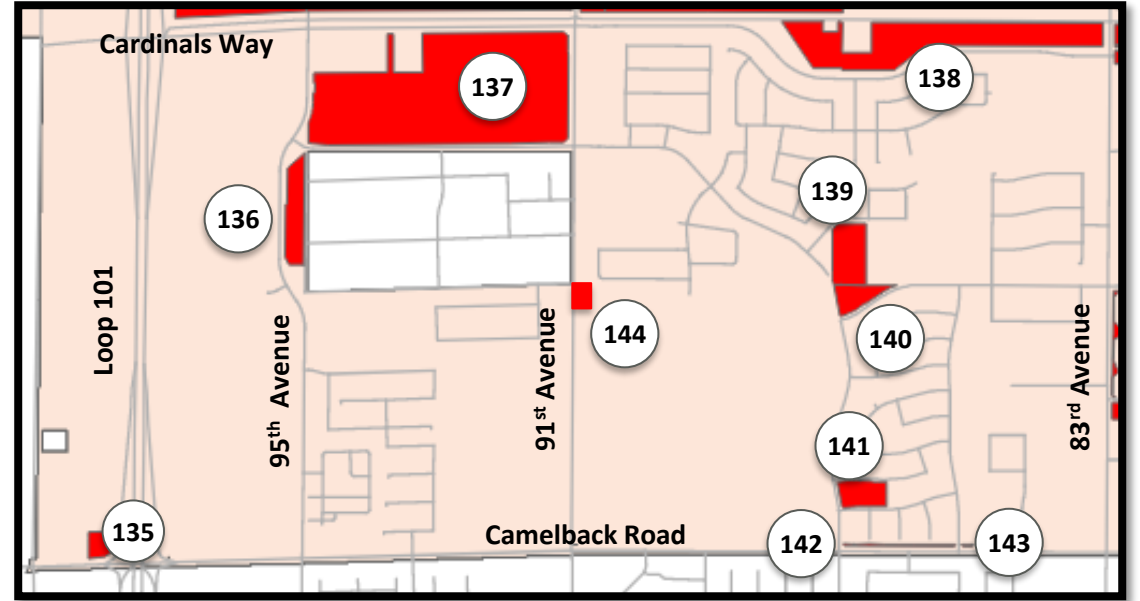 Cardinals Way
137
138
139
136
Loop 101
95th Avenue
91st Avenue
144
140
83rd Avenue
141
135
Camelback Road
142
143